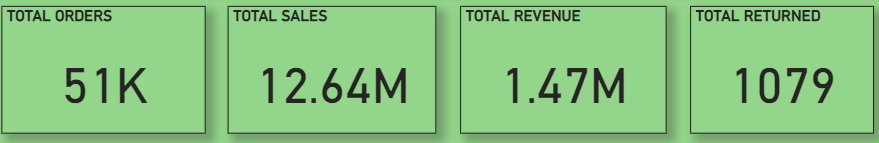 TOTAL ORDERS
51K
TOTAL SALES
12.64M
TOTAL REVENUE
1.47M
TOTAL RETURNED
1079